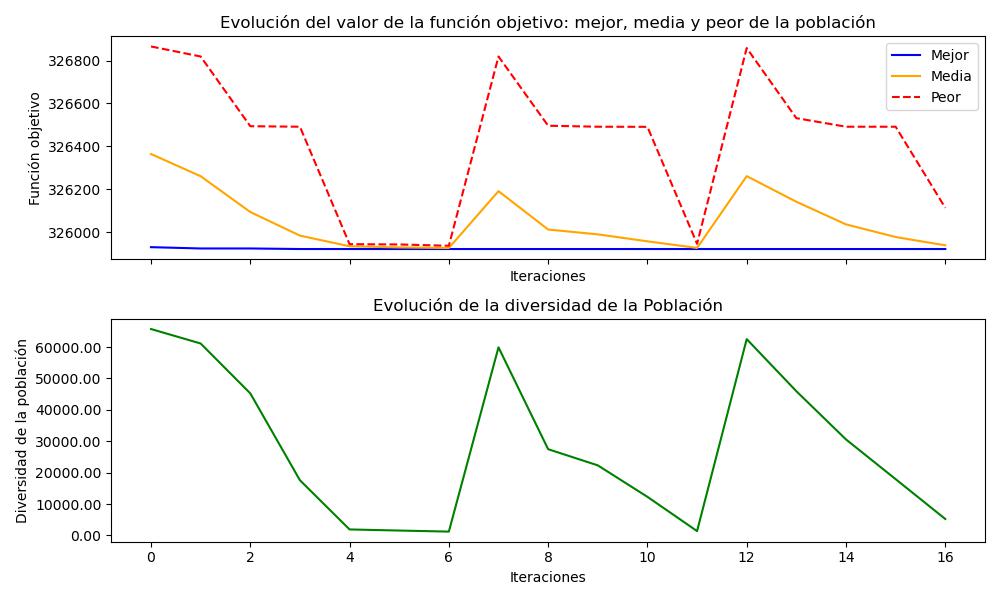 Evolución del valor de la función objetivo: mejor, media y peor de la población
Función objetivo
326800
326600
326400
326200
326000
Mejor
Media
Peor
Iteraciones
Evolución de la diversidad de la Población
Diversidad de la población
60000.00
50000.00
40000.00
30000.00
20000.00
10000.00
0.00
0 2 4 6 8 10 12 14 16
Iteraciones